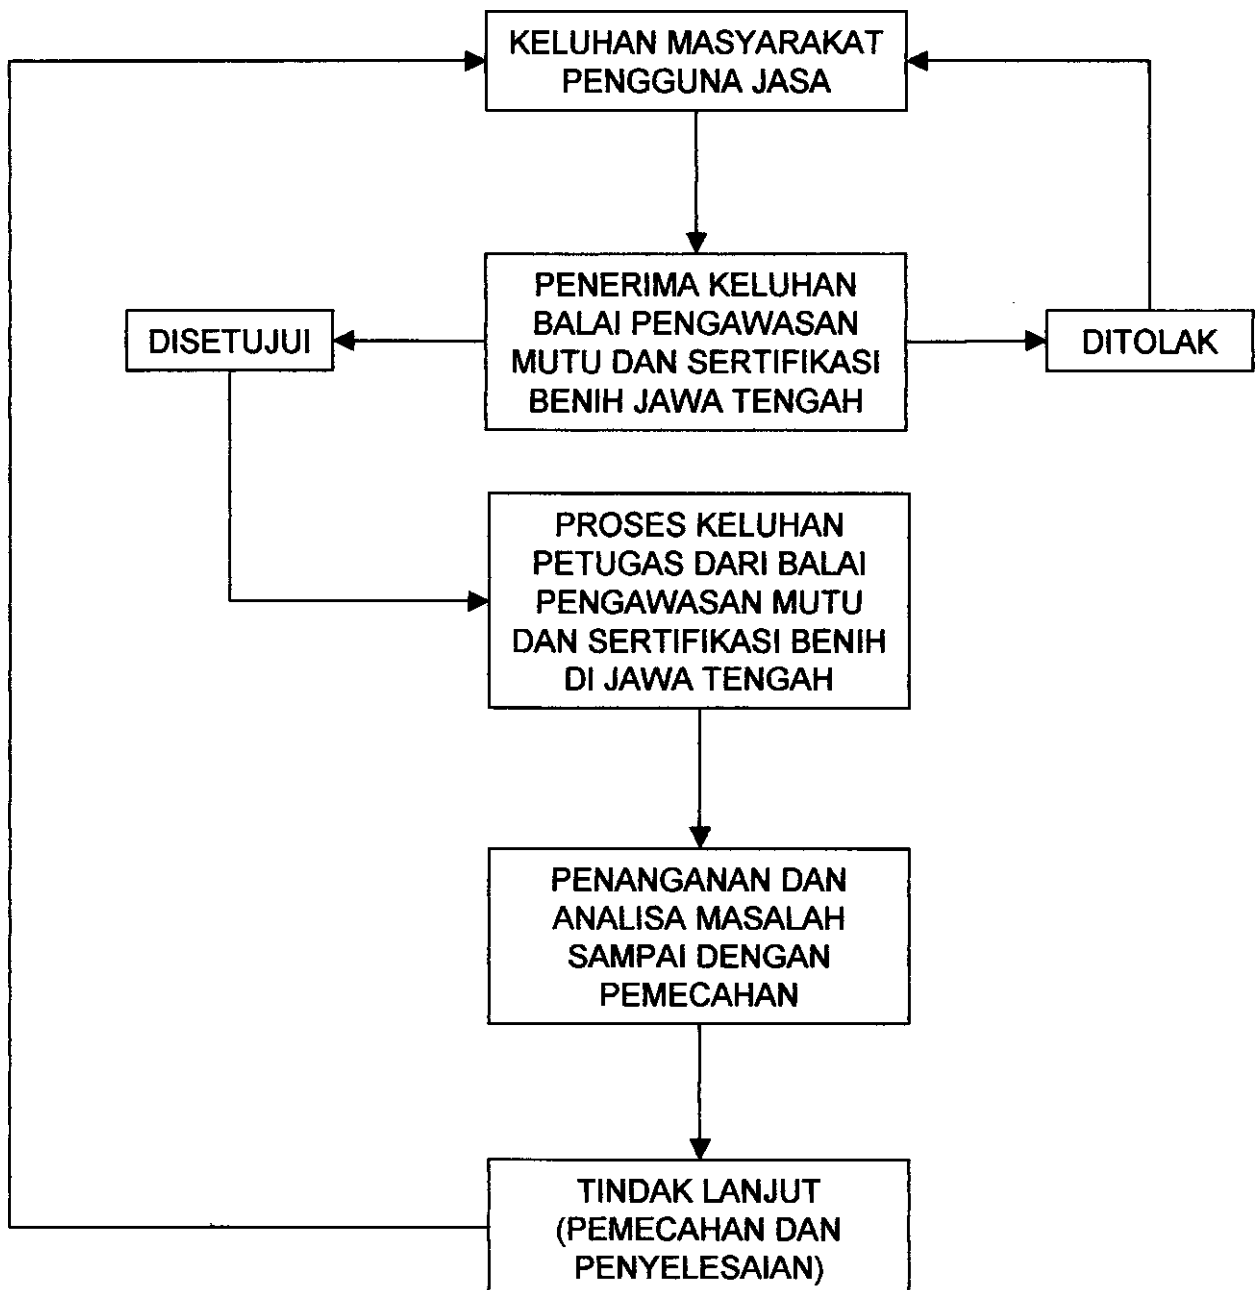 KELUHAN MASYARAKAT
PENGGUNA JASA
PENERIMA KELUHAN
BALAI PENGAWASAN
MUTU DAN SERTIFIKASI
BENIH JAWA TENGAH
DISETUJUI
DITOLAK
PROSES KELUHAN
PETUGAS DARI BALAI
PENGAWASAN MUTU
DAN SERTIFIKASI BENIH
DI JAWA TENGAH
PENANGANAN DAN
ANALISA MASALAH
SAMPAI DENGAN
PEMECAHAN
TINDAK LANJUT
(PEMECAHAN DAN
PENYELESAIAN)